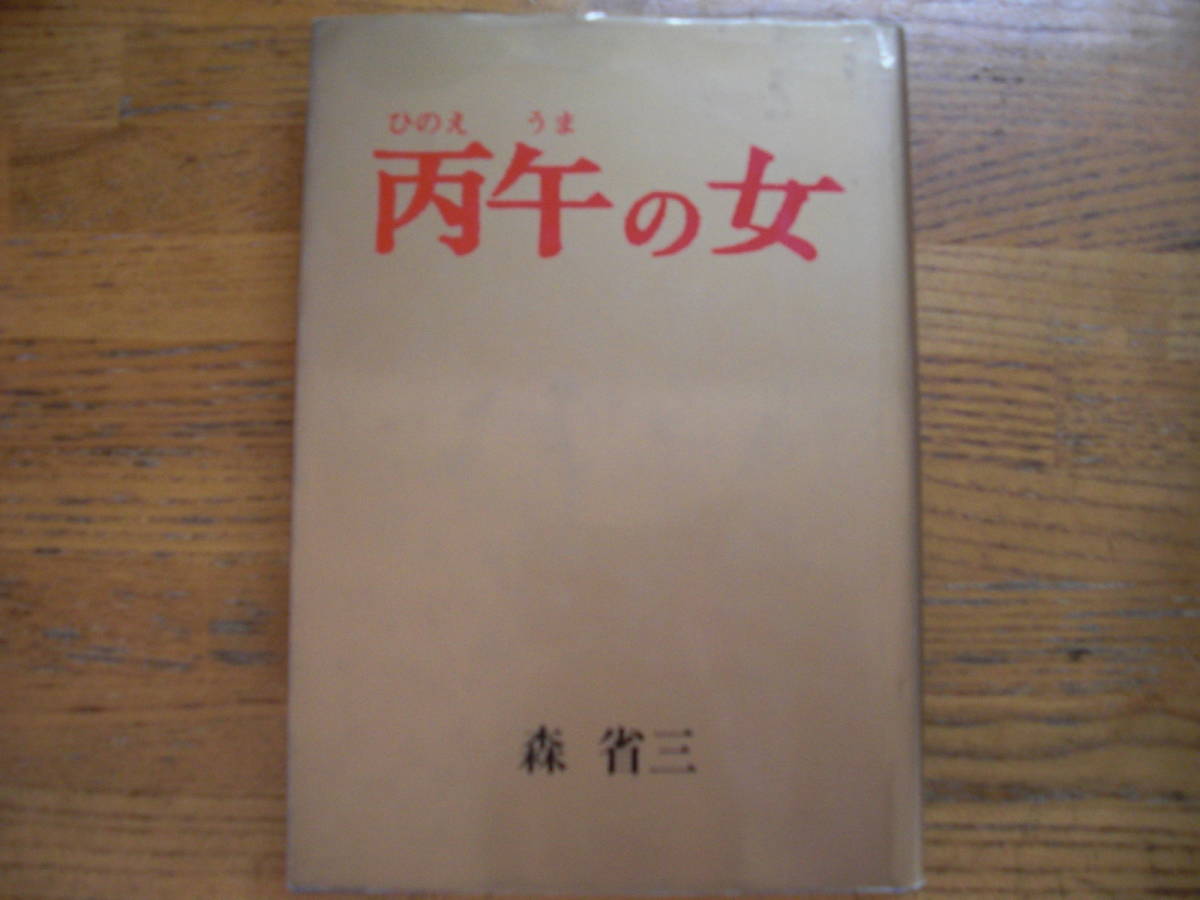 ひのえ うま
丙午の女
森 省三